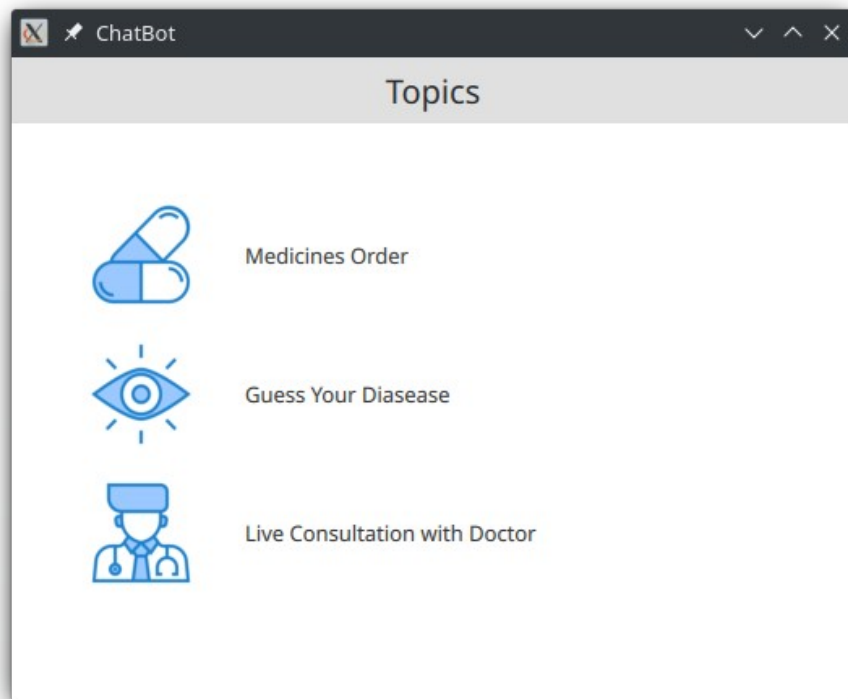 ChatBot
Topics
Medicines Order
Guess Your Diasease
Live Consultation with Doctor